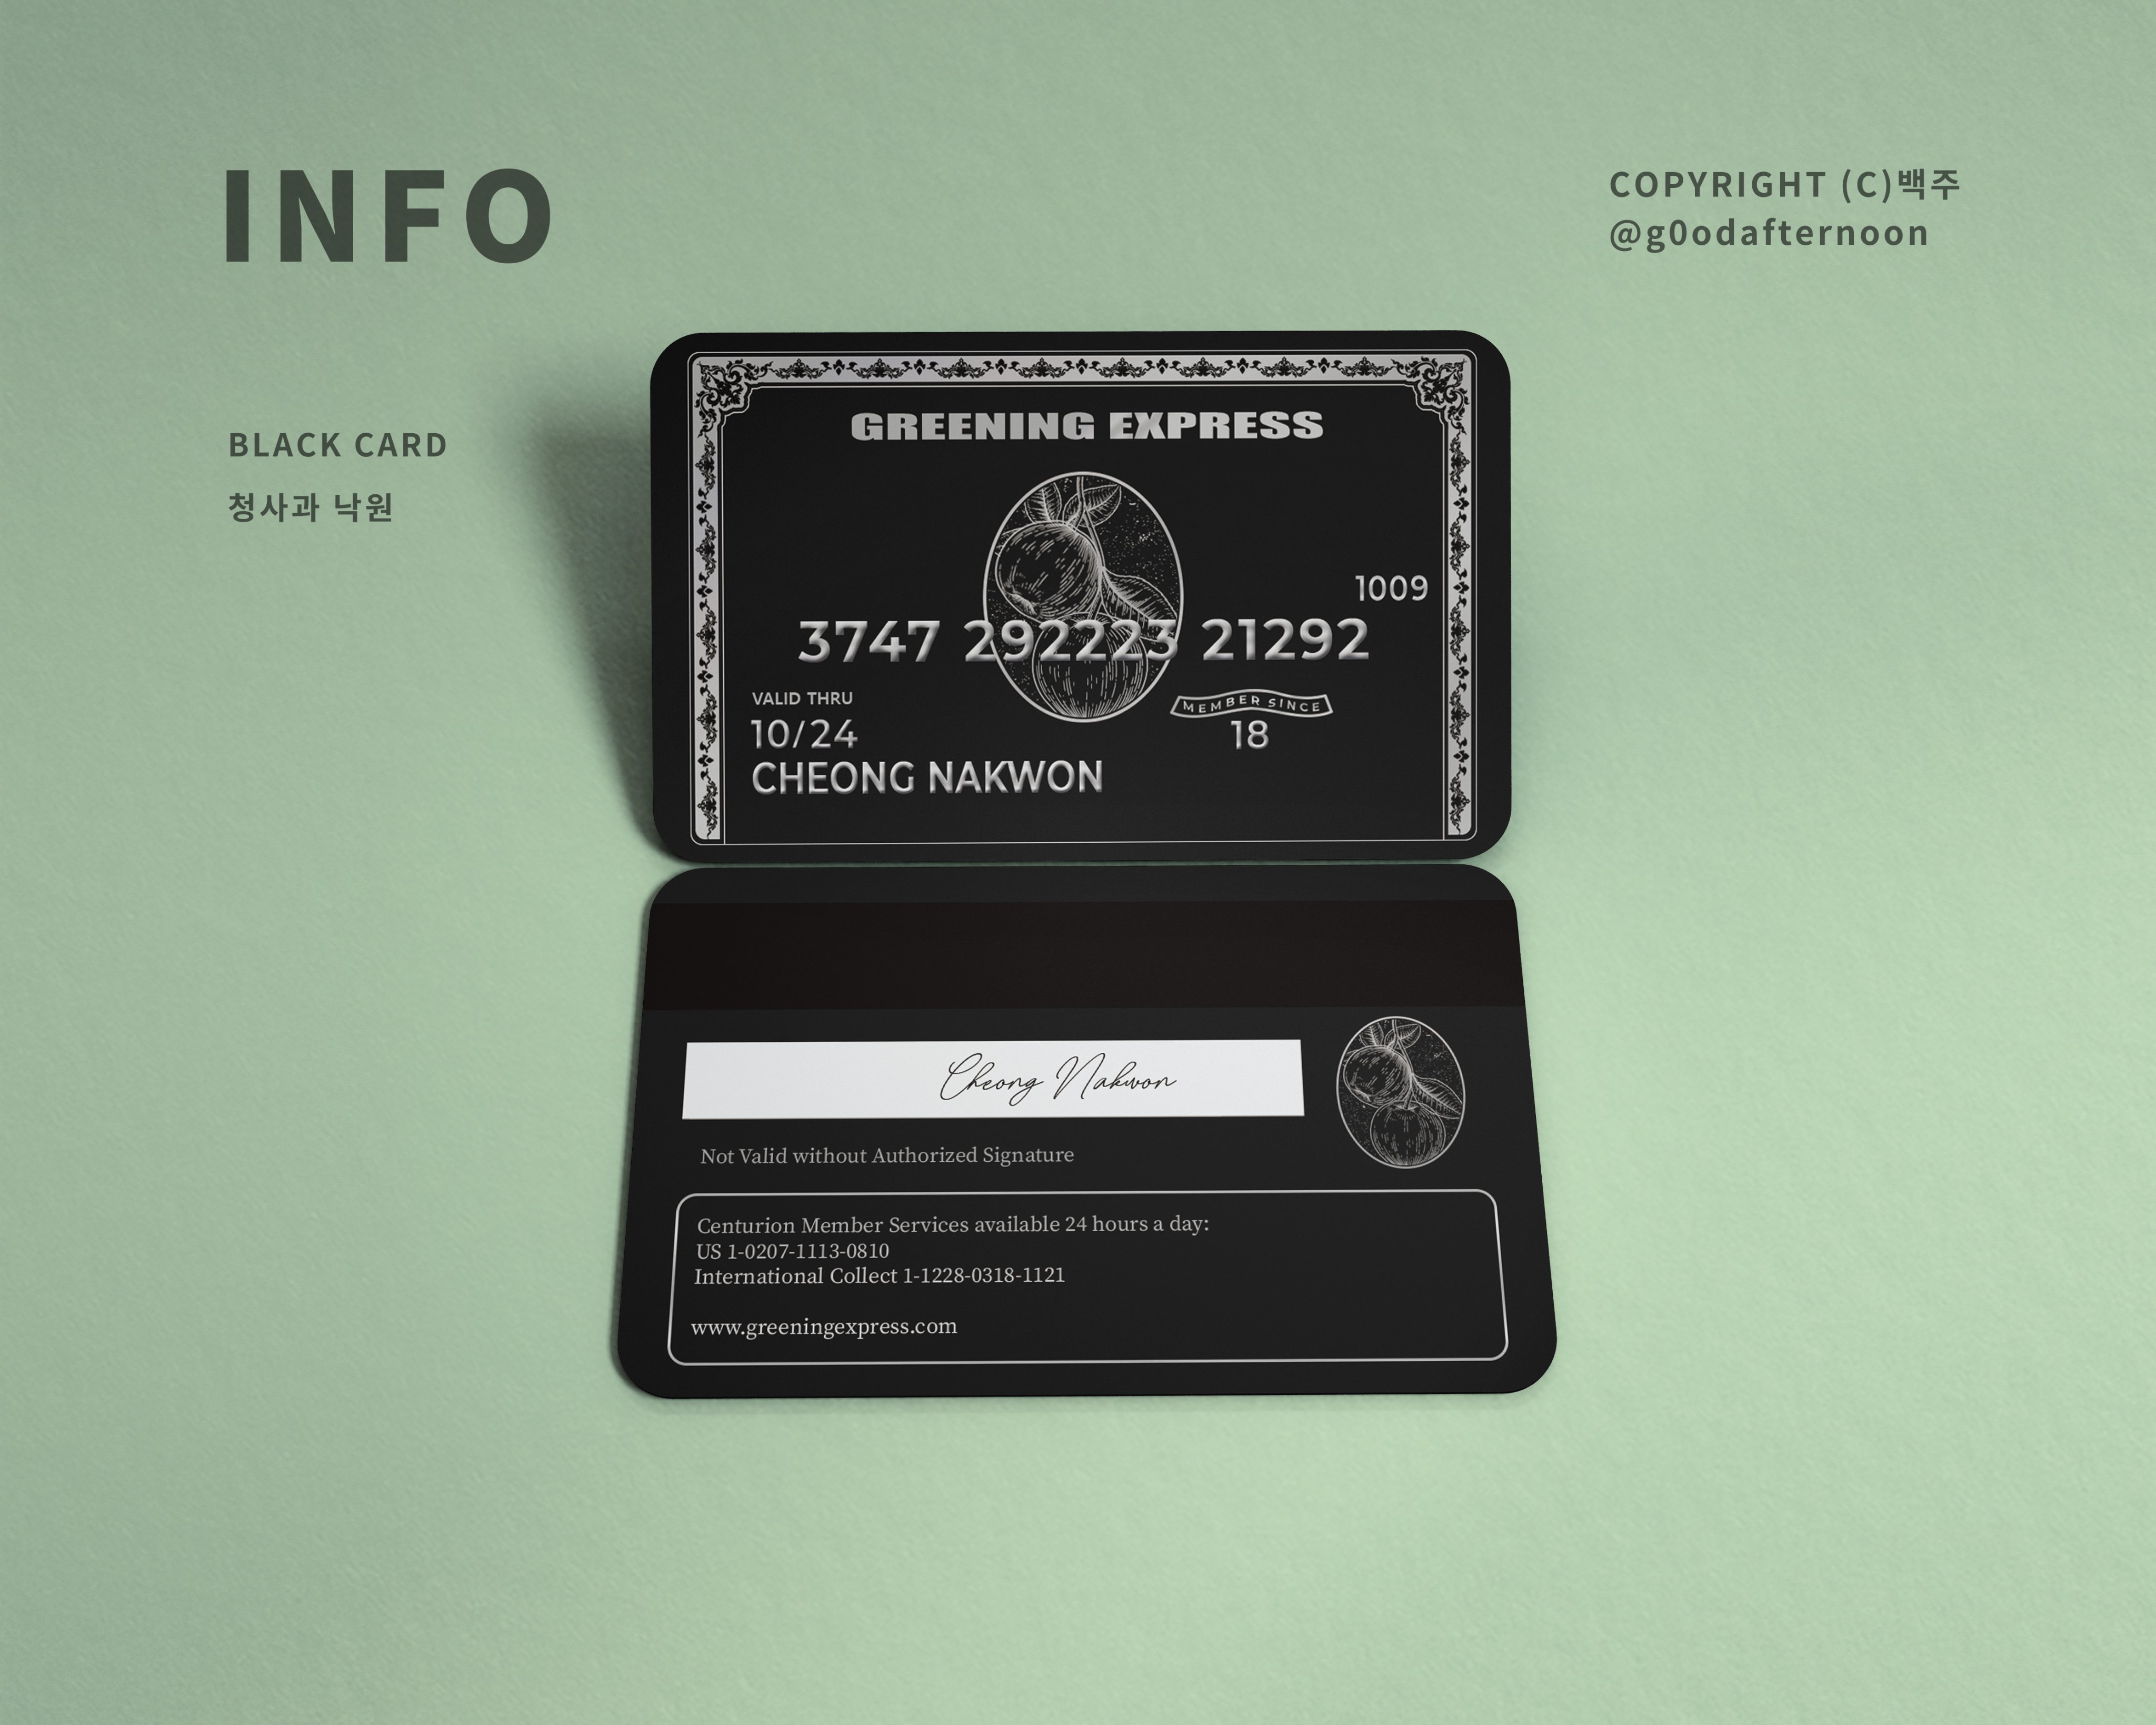 INFO
COPYRIGHT (C)백주
@g0odafternoon
BLACK CARD
청사과 낙원
GREENING EXPRESS
1009
3747 292223 21292
VALID THRU
MEMBER SINCE
10/24
18
CHEONG NAKWON
Cheong Nakwon
Not Valid without Authorized Signature
Centurion Member Services available 24 hours a day:
US 1-0207-1113-0810
International Collect 1-1228-0318-1121
www.greeningexpress.com